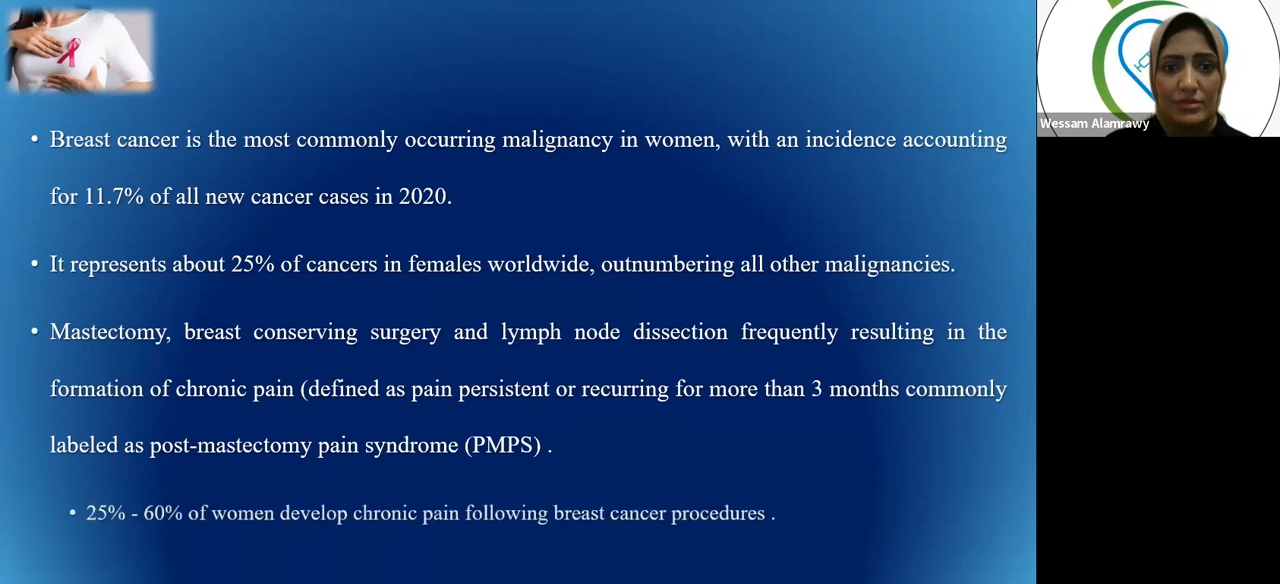 • Breast cancer is the most commonly occurring malignancy in women, with an incidence accounting
for 11.7% of all new cancer cases in 2020.
• It represents about 25% of cancers in females worldwide, outnumbering all other malignancies.
• Mastectomy, breast conserving surgery and lymph node dissection frequently resulting in the
formation of chronic pain (defined as pain persistent or recurring for more than 3 months commonly
labeled as post-mastectomy pain syndrome (PMPS) .
• 25% - 60% of women develop chronic pain following breast cancer procedures .
Wessam Alamrawy